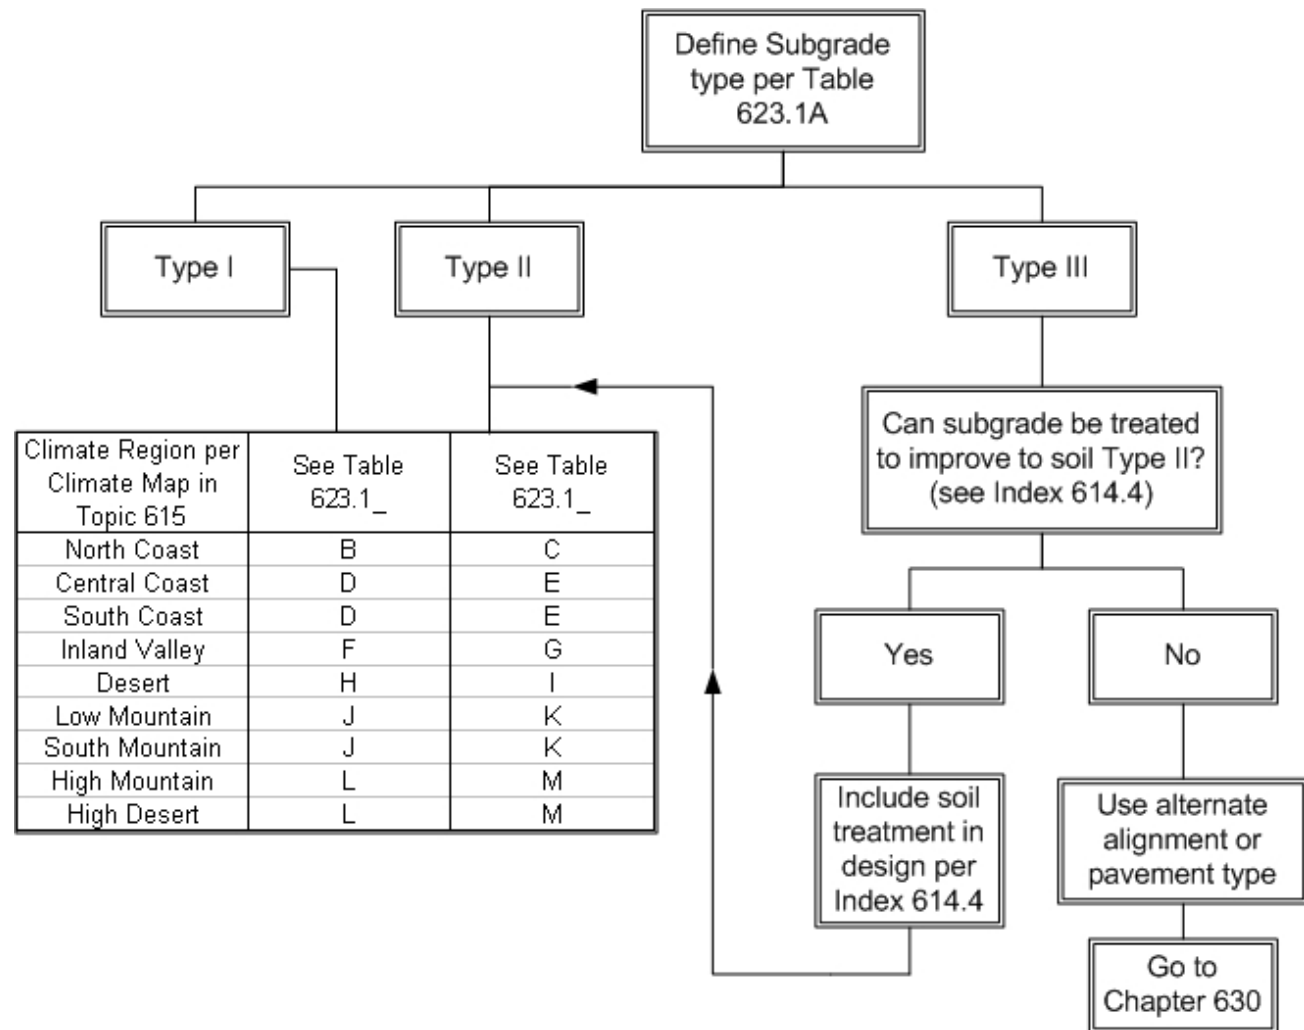 Define Subgrade
type per Table
623.1A
Type I
Type II
Type III
Can subgrade be treated
to improve to soil Type II?
(see Index 614.4)
Climate Region per
Climate Map in
Topic 615
See Table
623.1_
See Table
623.1_
North Coast B C
Central Coast D E
South Coast D E
Inland Valley F G
Desert H I
Low Mountain J K
South Mountain J K
High Mountain L M
High Desert L M
Yes
No
Include soil
treatment in
design per
Index 614.4
Use alternate
alignment or
pavement type
Go to
Chapter 630